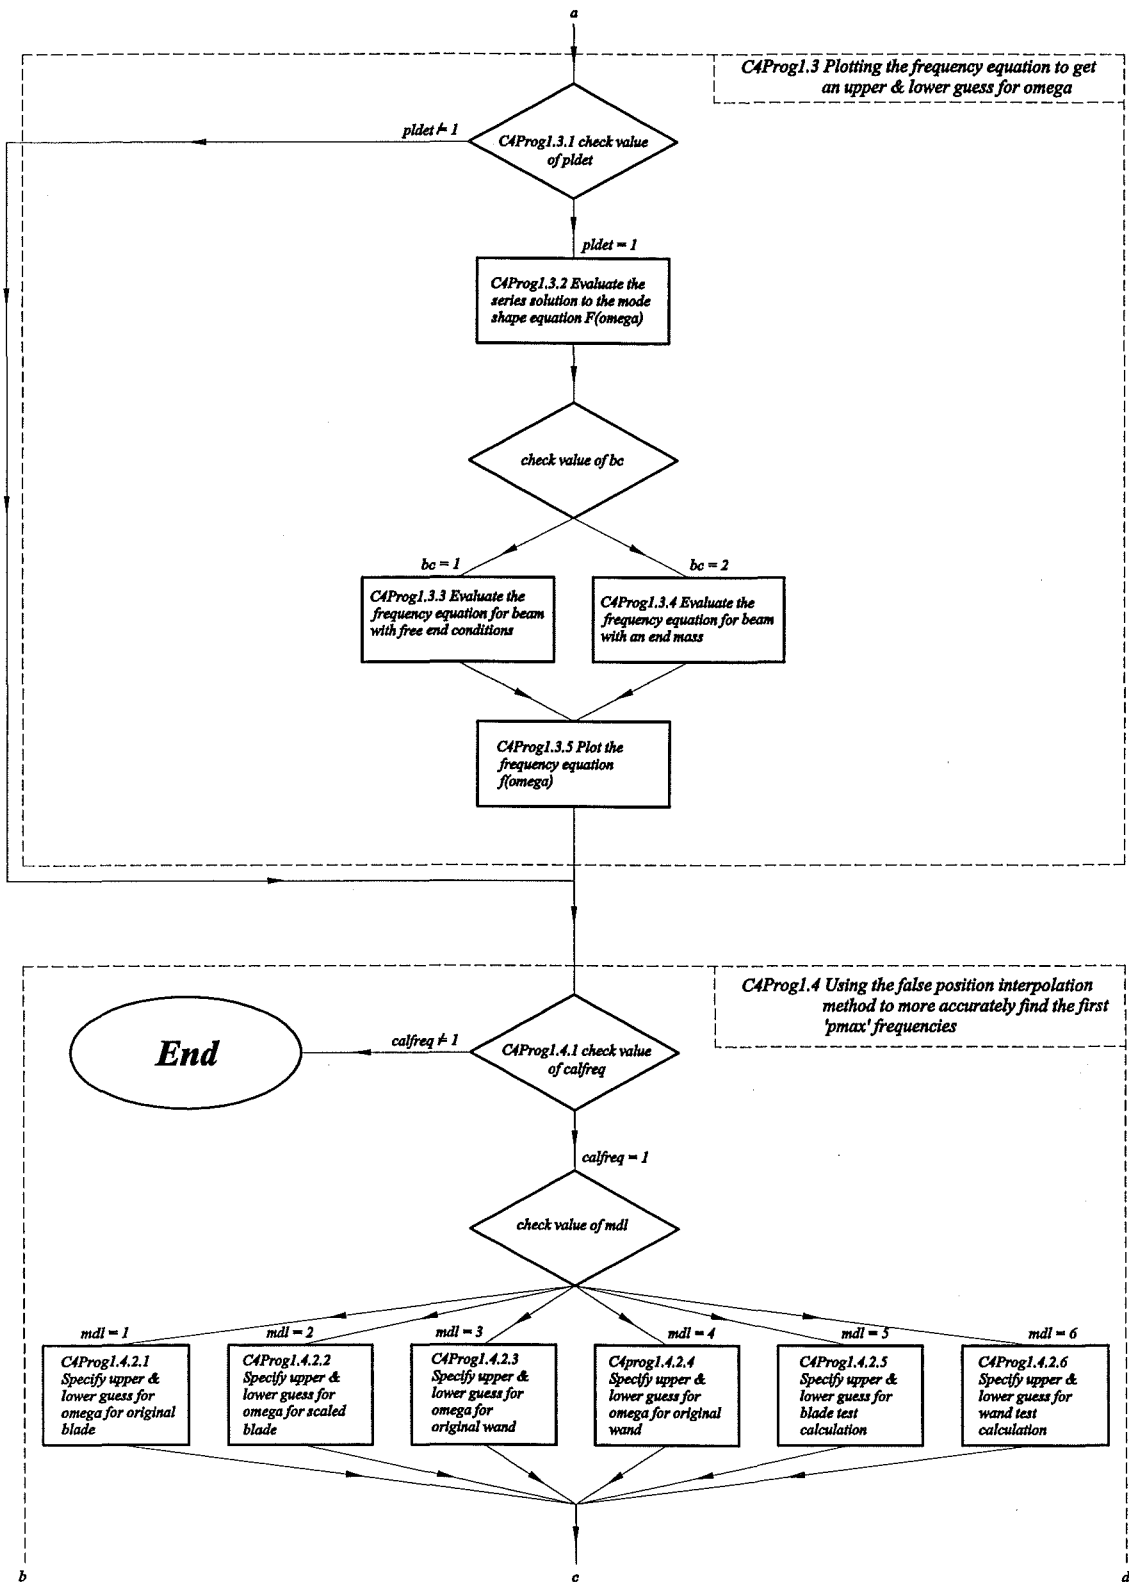 a
C4Prog1.3 Plotting the frequency equation to get
an upper & lower guess for omega
pldet ≠ 1
C4Prog1.3.1 check value
of pldet
pldet = 1
C4Prog1.3.2 Evaluate the
series solution to the mode
shape equation F(omega)
check value of bc
bc = 1
bc = 2
C4Prog1.3.3 Evaluate the
frequency equation for beam
with free end conditions
C4Prog1.3.4 Evaluate the
frequency equation for beam
with an end mass
C4Prog1.3.5 Plot the
frequency equation
f(omega)
C4Prog1.4 Using the false position interpolation
method to more accurately find the first
'pmax' frequencies
End
calfreq ≠ 1
C4Prog1.4.1 check value
of calfreq
calfreq = 1
check value of mdl
mdl = 1
mdl = 2
mdl = 3
mdl = 4
mdl = 5
mdl = 6
C4Prog1.4.2.1
Specify upper &
lower guess for
omega for original
blade
C4Prog1.4.2.2
Specify upper &
lower guess for
omega for scaled
blade
C4Prog1.4.2.3
Specify upper &
lower guess for
omega for
original wand
C4prog1.4.2.4
Specify upper &
lower guess for
omega for original
wand
C4Prog1.4.2.5
Specify upper &
lower guess for
blade test
calculation
C4Prog1.4.2.6
Specify upper &
lower guess for
wand test
calculation
b
c
d